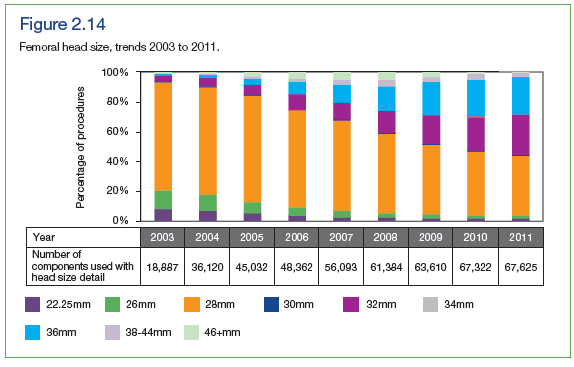 Figure 2.14
Femoral head size, trends 2003 to 2011.
100%
80%
60%
40%
20%
0%
Percentage of procedures
Year 2003 2004 2005 2006 2007 2008 2009 2010 2011
Number of
components used with
head size detail
18,887 36,120 45,032 48,362 56,093 61,384 63,610 67,322 67,625
22.25mm 26mm 28mm 30mm 32mm 34mm
36mm 38-44mm 46+mm